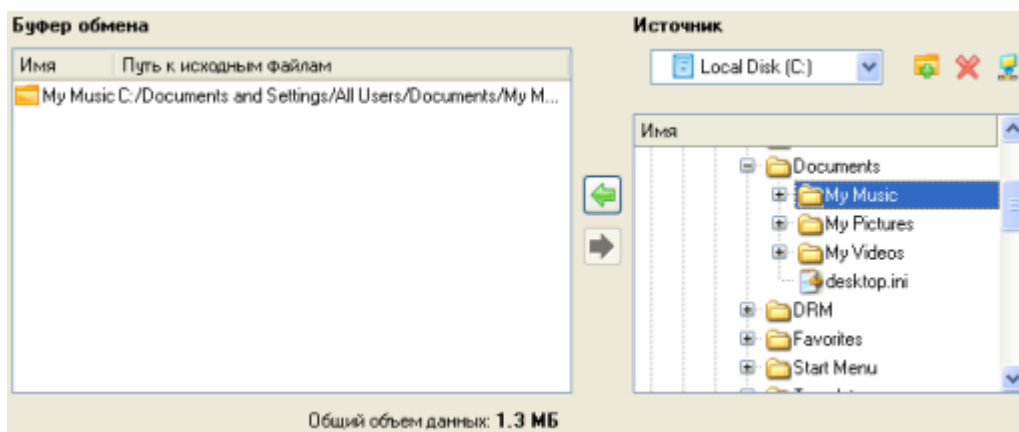 Буфер обмена
Имя Путь к исходным файлам
My Music C:/Documents and Settings/All Users/Documents/My M...
Общий объем данных: 1.3 МБ
Источник
Local Disk (C:)
Имя
Documents
My Music
My Pictures
My Videos
desktop.ini
DRM
Favorites
Start Menu